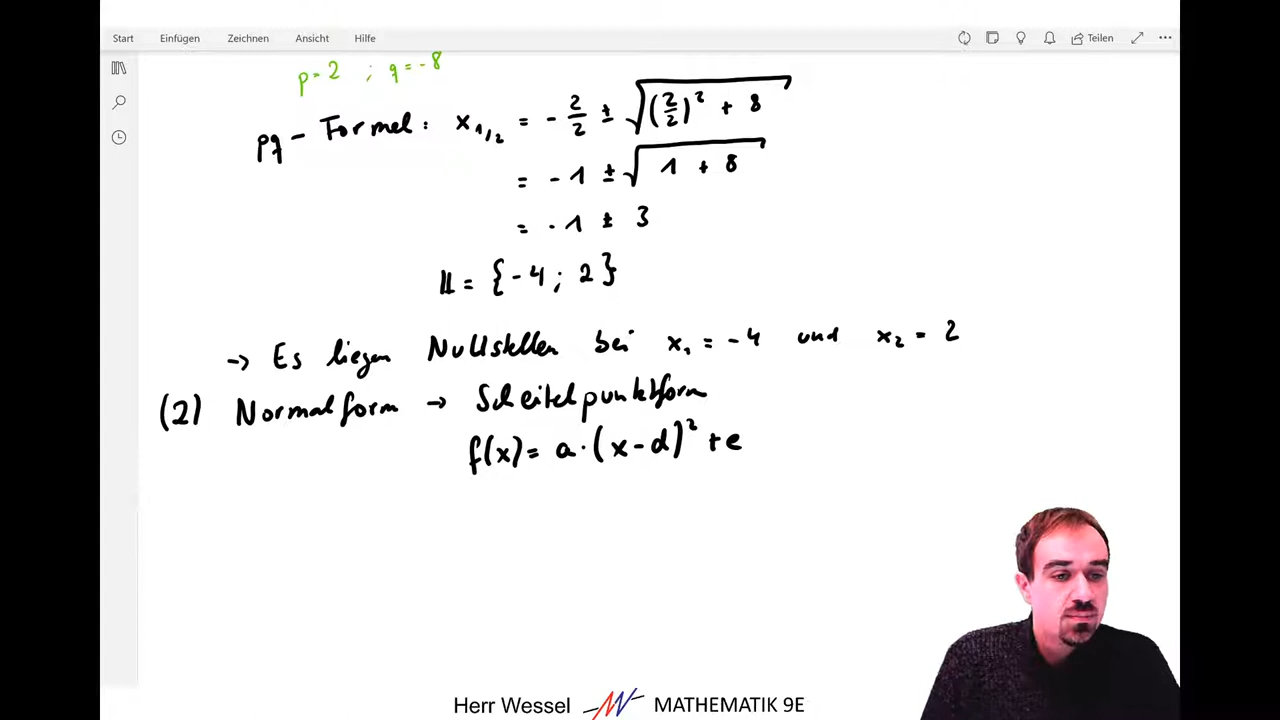 Start Einfügen Zeichnen Ansicht Hilfe Teilen
p=2 ; q=-8
pq-Formel: x₁/₂ = - 2/2 ± √((2/2)² + 8)
= -1 ± √(1 + 8)
= -1 ± 3
𝕃 = {-4; 2}
→ Es liegen Nullstellen bei x₁ = -4 und x₂ = 2
(2) Normalform → Scheitelpunktform
f(x) = a·(x-d)² + e
Herr Wessel MATHEMATIK 9E